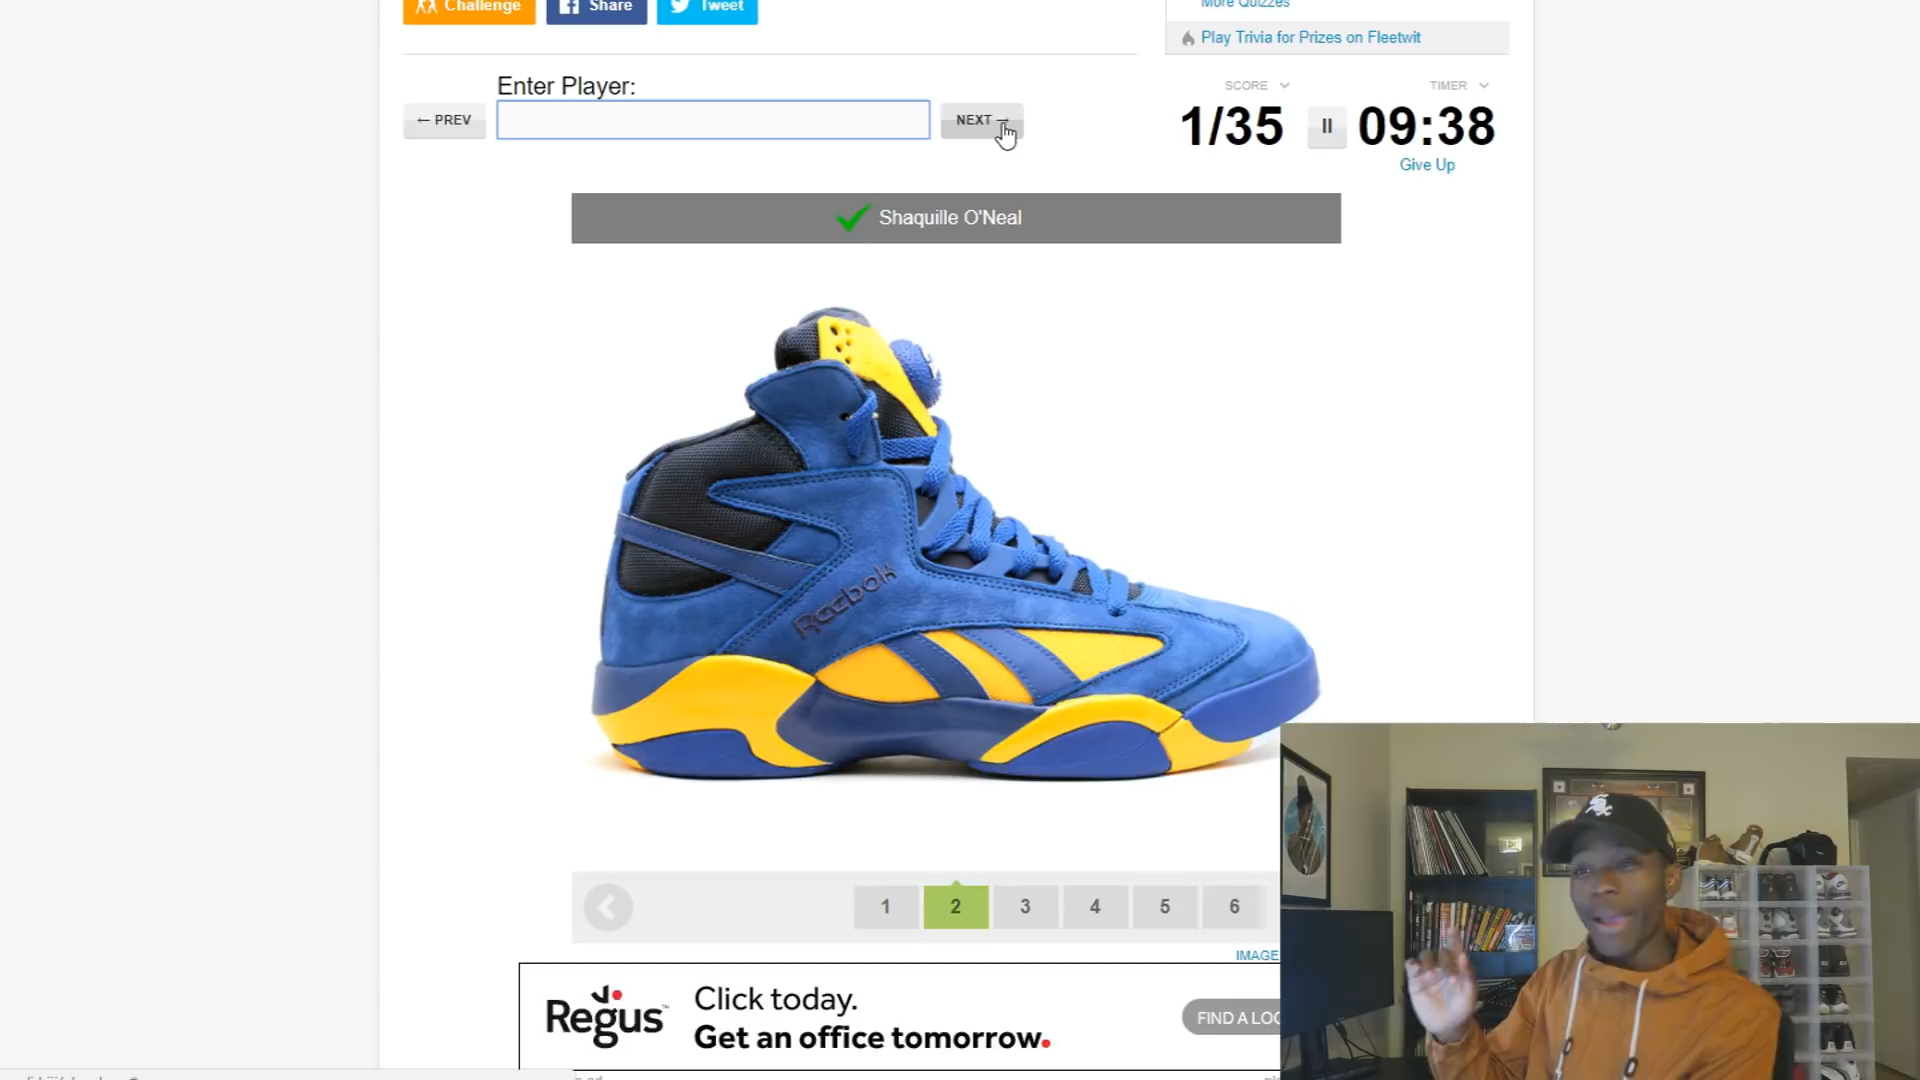 Challenge
Share
Tweet
More Quizzes
Play Trivia for Prizes on Fleetwit
Enter Player:
← PREV
NEXT →
SCORE
TIMER
1/35
09:38
Give Up
Shaquille O'Neal
Reebok
1
2
3
4
5
6
IMAGE
Regus
Click today.
Get an office tomorrow.
FIND A LOC